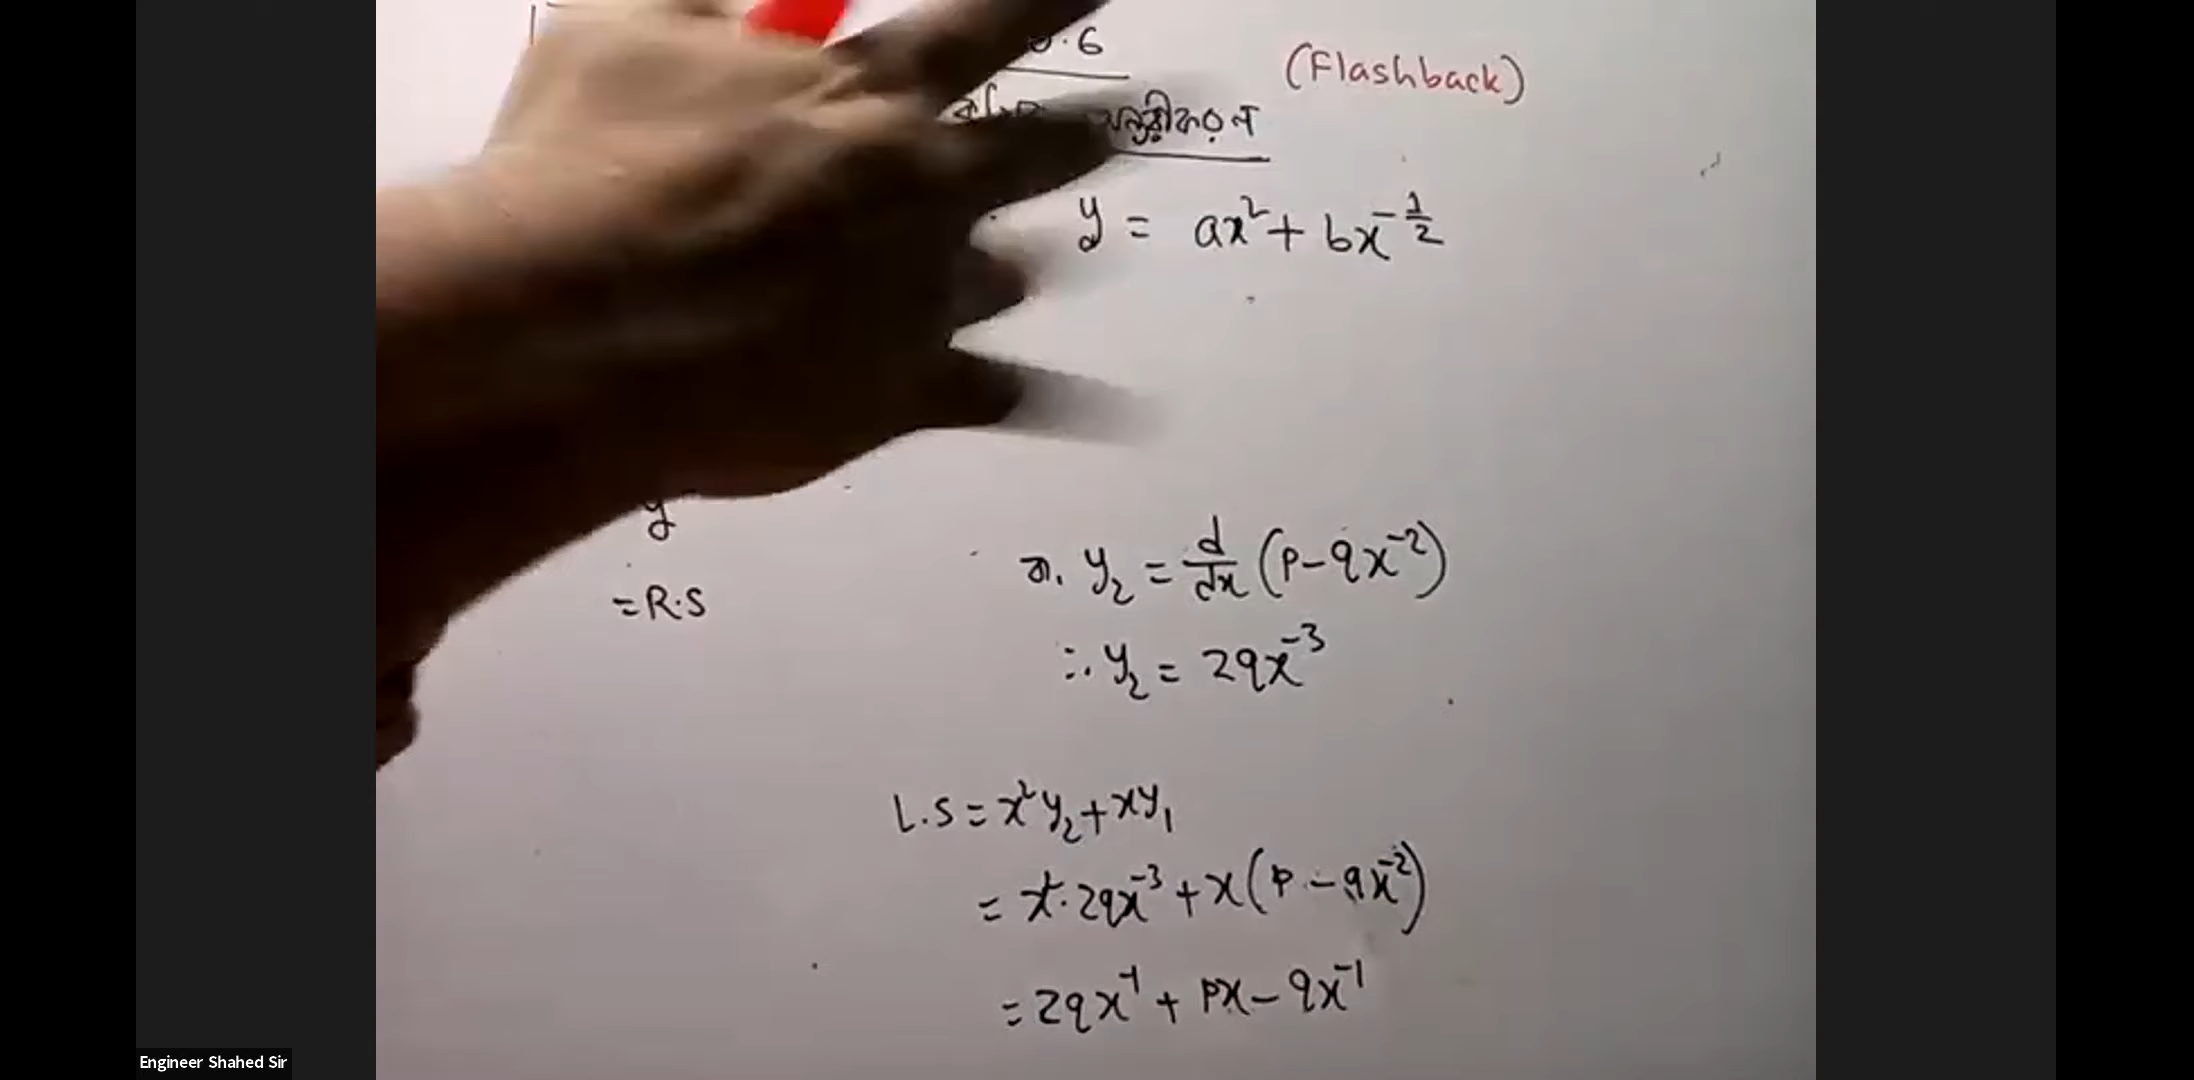 .6
(Flashback)
y = ax² + bx^{-1/2}
y
= R.S
বা, y₂ = d/dx (p - qx⁻²)
∴ y₂ = 2qx⁻³
L.S = x²y₂ + xy₁
= x². 2qx⁻³ + x(p - qx⁻²)
= 2qx⁻¹ + px - qx⁻¹
Engineer Shahed Sir